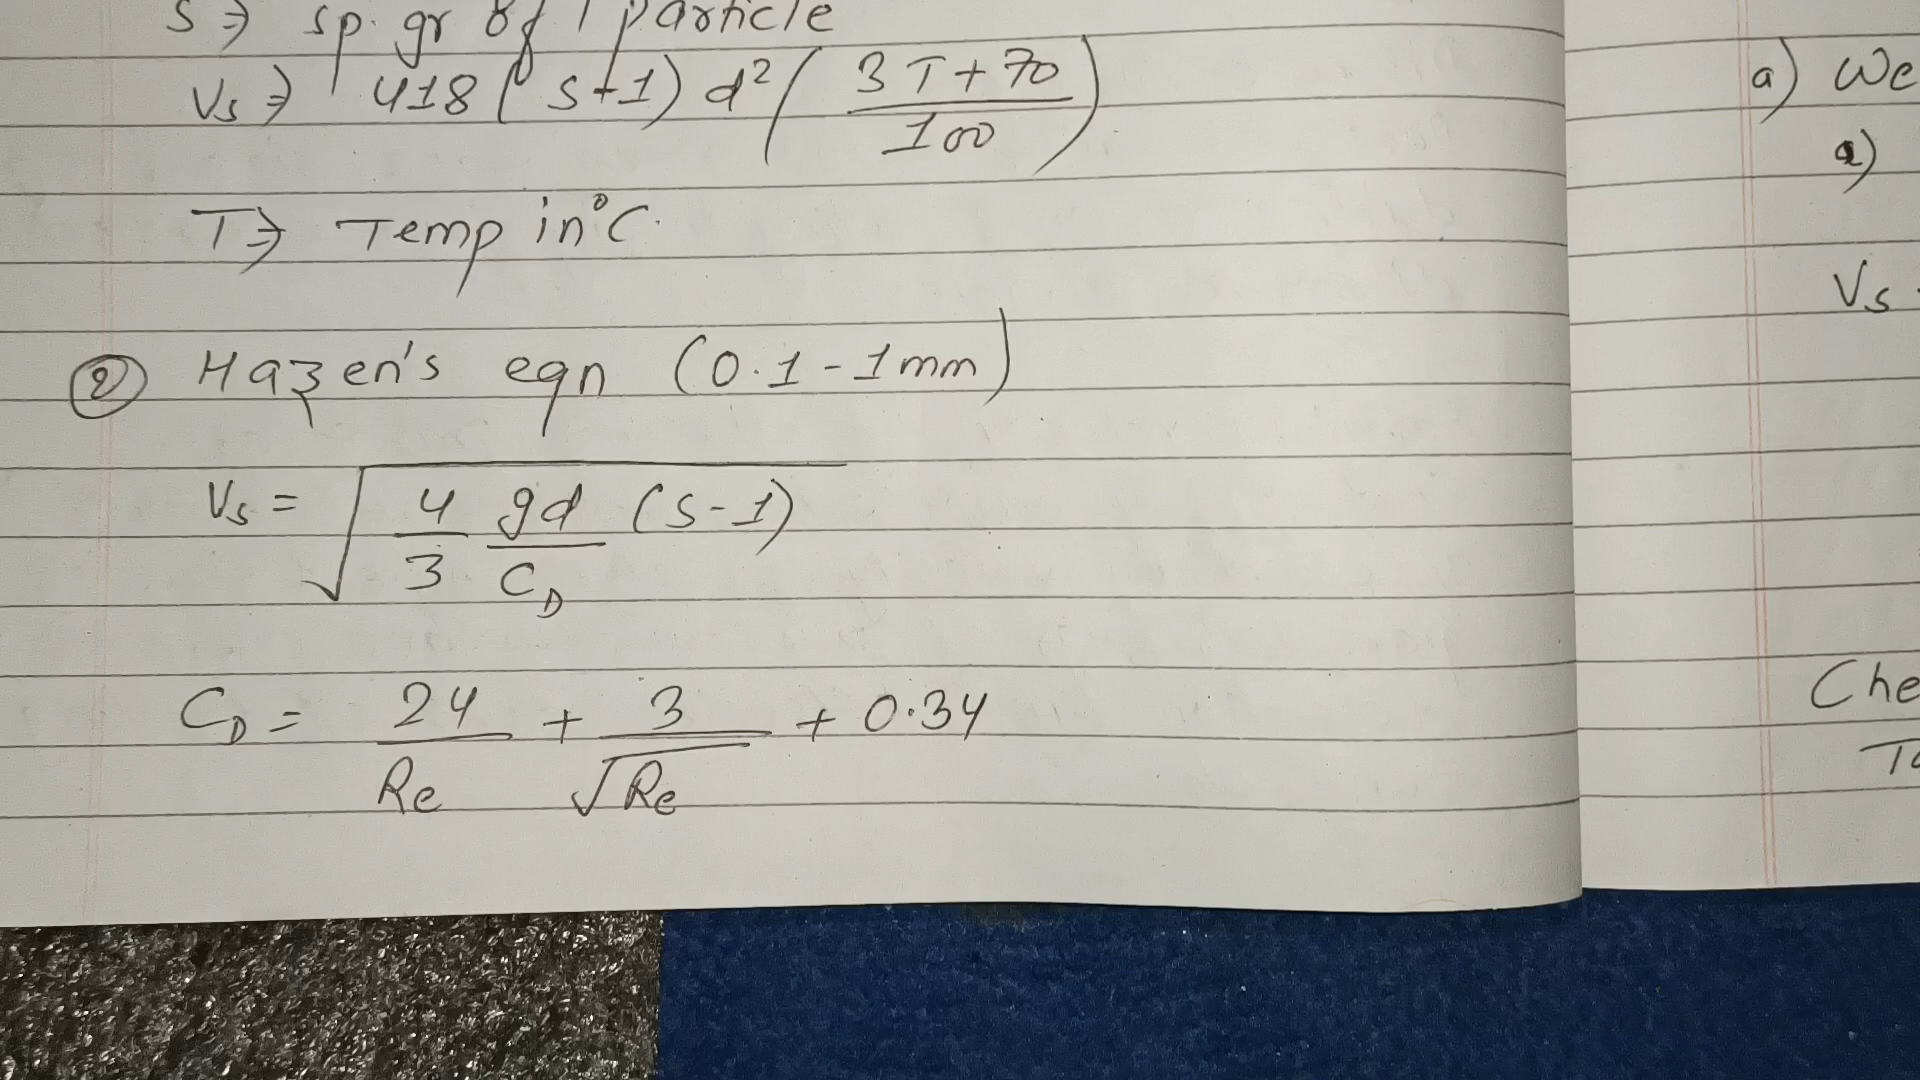 S ⇒ sp. gr of particle
Vs ⇒ 418 (S+1) d² ( (3T + 70) / 100 )
T ⇒ Temp in °C.
② Hazen's eqn (0.1 - 1mm)
Vs = √( 4/3 gd/C_D (S-1) )
C_D = 24/Re + 3/√Re + 0.34
a) We
a)
Vs
Che